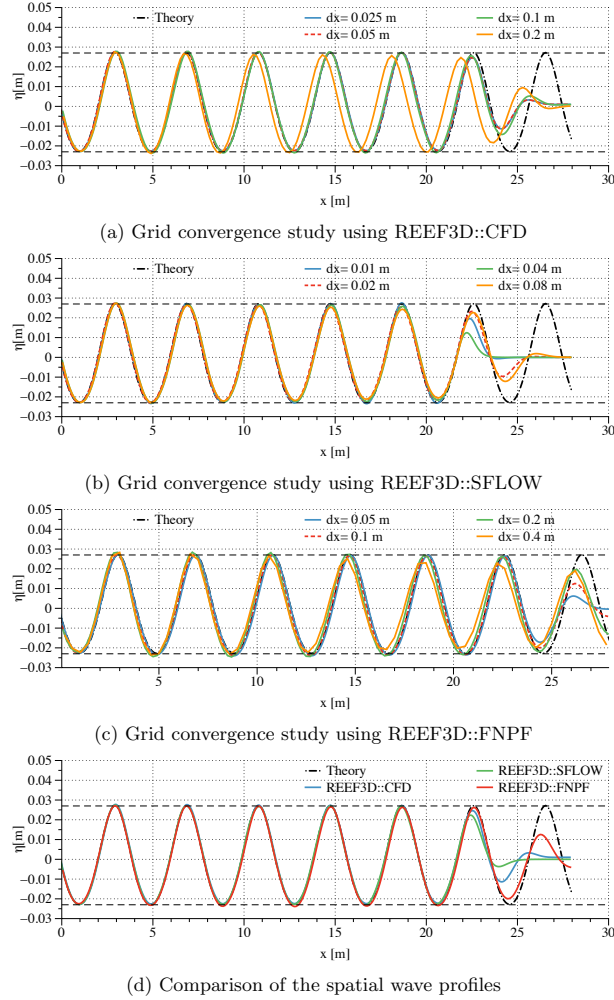 Theory dx= 0.025 m dx= 0.1 m
dx= 0.05 m dx= 0.2 m
0.05
0.04
0.03
0.02
0.01
0
−0.01
−0.02
−0.03
η[m]
0 5 10 15 20 25 30
x [m]
(a) Grid convergence study using REEF3D::CFD
Theory dx= 0.01 m dx= 0.04 m
dx= 0.02 m dx= 0.08 m
0.05
0.04
0.03
0.02
0.01
0
−0.01
−0.02
−0.03
η[m]
0 5 10 15 20 25 30
x [m]
(b) Grid convergence study using REEF3D::SFLOW
Theory dx= 0.05 m dx= 0.2 m
dx= 0.1 m dx= 0.4 m
0.05
0.04
0.03
0.02
0.01
0
−0.01
−0.02
−0.03
η[m]
5 10 15 20 25
x [m]
(c) Grid convergence study using REEF3D::FNPF
Theory REEF3D::SFLOW
REEF3D::CFD REEF3D::FNPF
0.05
0.04
0.03
0.02
0.01
0
−0.01
−0.02
−0.03
η[m]
0 5 10 15 20 25 30
x [m]
(d) Comparison of the spatial wave profiles